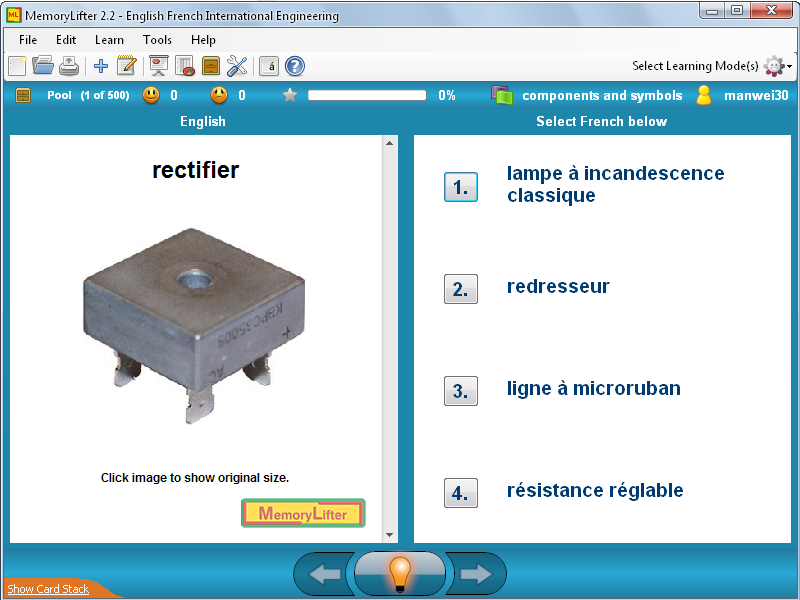 MemoryLifter 2.2 - English French International Engineering
File Edit Learn Tools Help
á ? Select Learning Mode(s)
Pool (1 of 500) 0 0 0% components and symbols manwei30
English
Select French below
rectifier
KBPC3500S
+
AC
Click image to show original size.
MemoryLifter
1. lampe à incandescence
classique
2. redresseur
3. ligne à microruban
4. résistance réglable
Show Card Stack